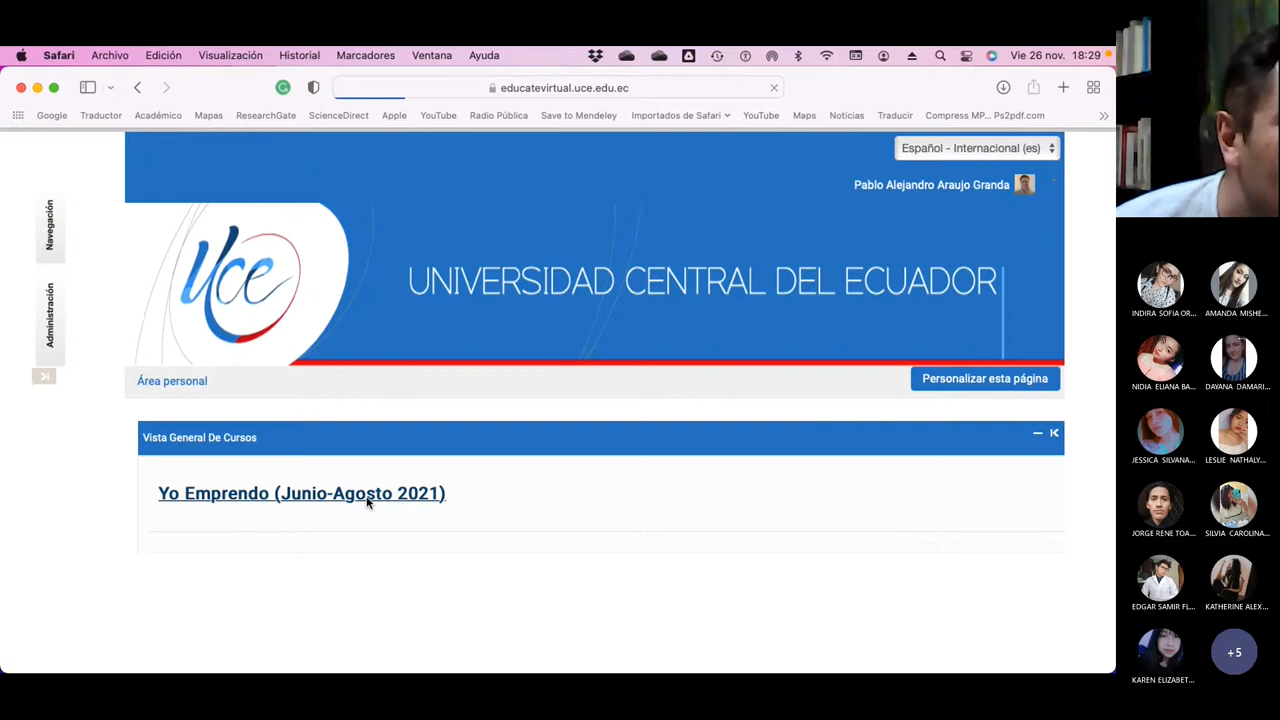 Safari Archivo Edición Visualización Historial Marcadores Ventana Ayuda Vie 26 nov. 18:29
educatevirtual.uce.edu.ec
Google Traductor Académico Mapas ResearchGate ScienceDirect Apple YouTube Radio Pública Save to Mendeley Importados de Safari YouTube Maps Noticias Traducir Compress MP... Ps2pdf.com
Español - Internacional (es)
Pablo Alejandro Araujo Granda
Navegación
Administración
uce
UNIVERSIDAD CENTRAL DEL ECUADOR
Área personal
Personalizar esta página
Vista General De Cursos
Yo Emprendo (Junio-Agosto 2021)
INDIRA SOFIA OR...
AMANDA MISHE...
NIDIA ELIANA BA...
DAYANA DAMARI...
JESSICA SILVANA...
LESLIE NATHALY...
JORGE RENE TOA...
SILVIA CAROLINA...
EDGAR SAMIR FL...
KATHERINE ALEX...
KAREN ELIZABET...
+5